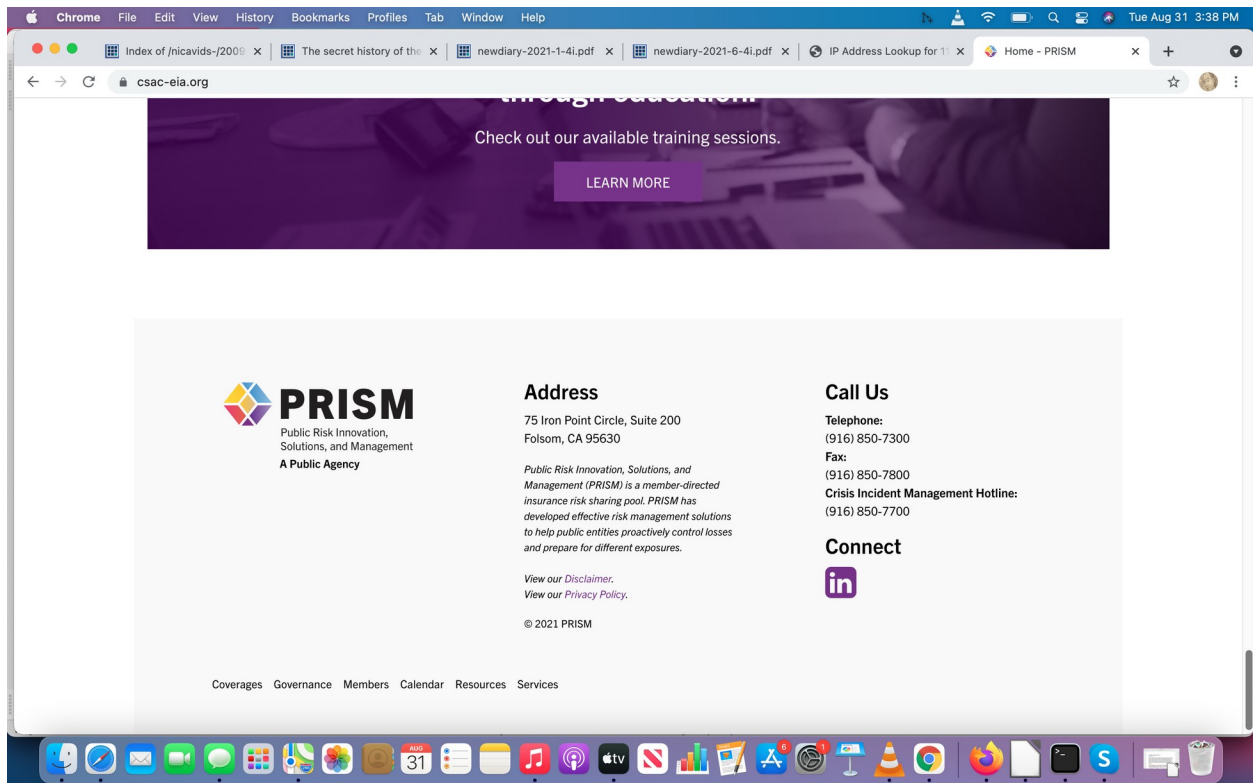 Chrome File Edit View History Bookmarks Profiles Tab Window Help Tue Aug 31 3:38 PM
Index of /nicavids-/2009 The secret history of the newdiary-2021-1-4i.pdf newdiary-2021-6-4i.pdf IP Address Lookup for 1 Home - PRISM
csac-eia.org
through education.
Check out our available training sessions.
LEARN MORE
PRISM
Public Risk Innovation,
Solutions, and Management
A Public Agency
Address
75 Iron Point Circle, Suite 200
Folsom, CA 95630
Public Risk Innovation, Solutions, and
Management (PRISM) is a member-directed
insurance risk sharing pool. PRISM has
developed effective risk management solutions
to help public entities proactively control losses
and prepare for different exposures.
View our Disclaimer.
View our Privacy Policy.
© 2021 PRISM
Call Us
Telephone:
(916) 850-7300
Fax:
(916) 850-7800
Crisis Incident Management Hotline:
(916) 850-7700
Connect
in
Coverages Governance Members Calendar Resources Services
AUG
31
tv
6
1